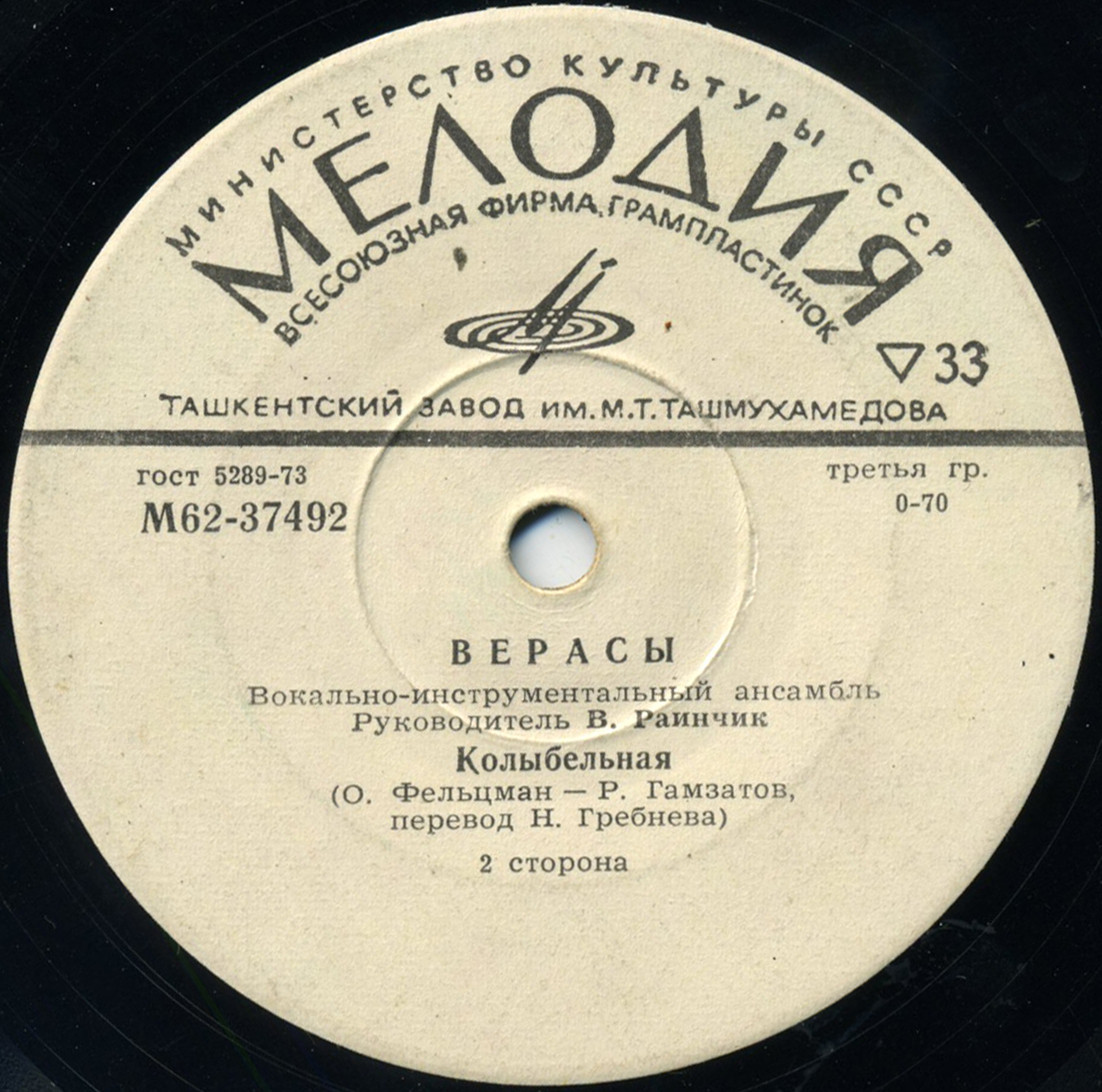 МИНИСТЕРСТВО КУЛЬТУРЫ СССР
МЕЛОДИЯ
ВСЕСОЮЗНАЯ ФИРМА ГРАМПЛАСТИНОК
▽33
ТАШКЕНТСКИЙ ЗАВОД ИМ. М. Т. ТАШМУХАМЕДОВА
гост 5289-73
третья гр.
М62-37492
0-70
ВЕРАСЫ
Вокально-инструментальный ансамбль
Руководитель В. Раинчик
Колыбельная
(О. Фельцман — Р. Гамзатов,
перевод Н. Гребнева)
2 сторона